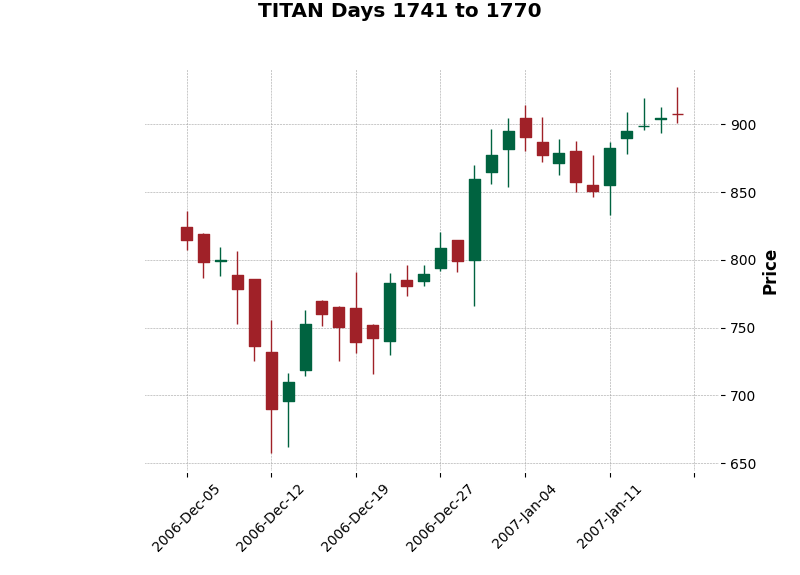 TITAN Days 1741 to 1770
900
850
800
750
700
650
Price
2006-Dec-05
2006-Dec-12
2006-Dec-19
2006-Dec-27
2007-Jan-04
2007-Jan-11